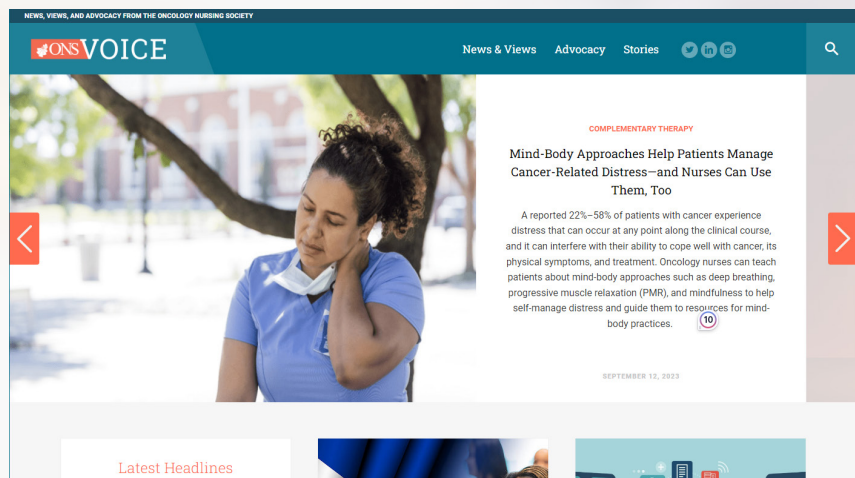 NEWS, VIEWS, AND ADVOCACY FROM THE ONCOLOGY NURSING SOCIETY
ONS VOICE
News & Views Advocacy Stories
COMPLEMENTARY THERAPY
Mind-Body Approaches Help Patients Manage
Cancer-Related Distress—and Nurses Can Use
Them, Too
A reported 22%–58% of patients with cancer experience
distress that can occur at any point along the clinical course,
and it can interfere with their ability to cope well with cancer, its
physical symptoms, and treatment. Oncology nurses can teach
patients about mind-body approaches such as deep breathing,
progressive muscle relaxation (PMR), and mindfulness to help
self-manage distress and guide them to resources for mind-
body practices.
10
SEPTEMBER 12, 2023
Latest Headlines